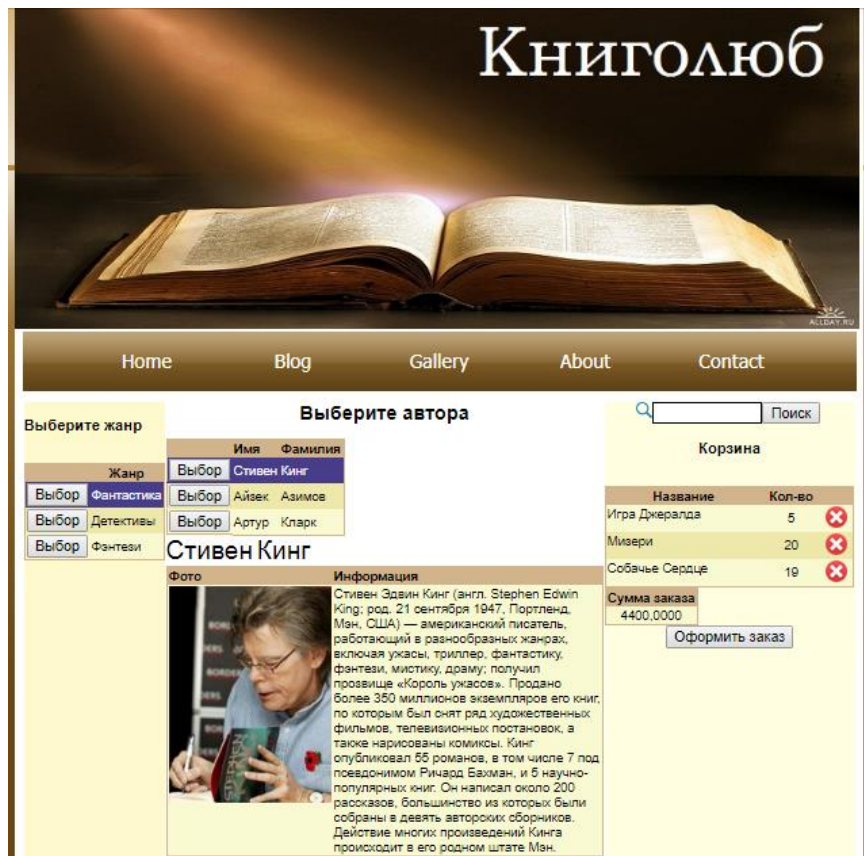 Книголюб
ALLDAY.RU
Home Blog Gallery About Contact
Выберите жанр
Жанр
Выбор Фантастика
Выбор Детективы
Выбор Фэнтези
Выберите автора
Имя Фамилия
Выбор Стивен Кинг
Выбор Айзек Азимов
Выбор Артур Кларк
Стивен Кинг
Фото Информация
Стивен Эдвин Кинг (англ. Stephen Edwin
King; род. 21 сентября 1947, Портленд,
Мэн, США) — американский писатель,
работающий в разнообразных жанрах,
включая ужасы, триллер, фантастику,
фэнтези, мистику, драму; получил
прозвище «Король ужасов». Продано
более 350 миллионов экземпляров его книг,
по которым был снят ряд художественных
фильмов, телевизионных постановок, а
также нарисованы комиксы. Кинг
опубликовал 55 романов, в том числе 7 под
псевдонимом Ричард Бахман, и 5 научно-
популярных книг. Он написал около 200
рассказов, большинство из которых были
собраны в девять авторских сборников.
Действие многих произведений Кинга
происходит в его родном штате Мэн.
STEPHEN
Поиск
Корзина
Название Кол-во
Игра Джералда 5
Мизери 20
Собачье Сердце 19
Сумма заказа
4400,0000
Оформить заказ